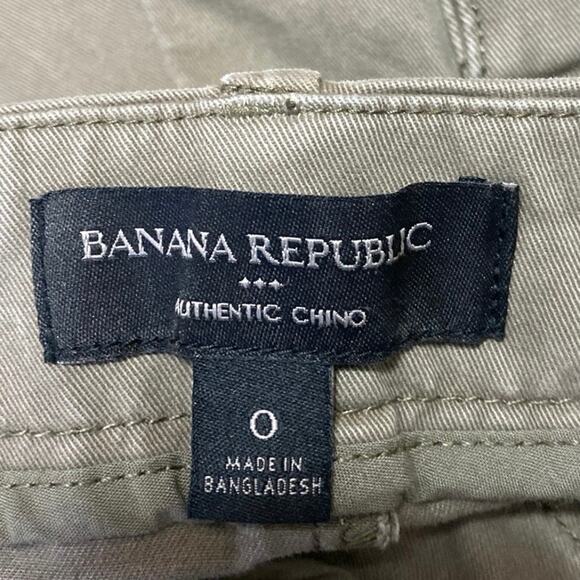 BANANA REPUBLIC
AUTHENTIC CHINO
0
MADE IN
BANGLADESH